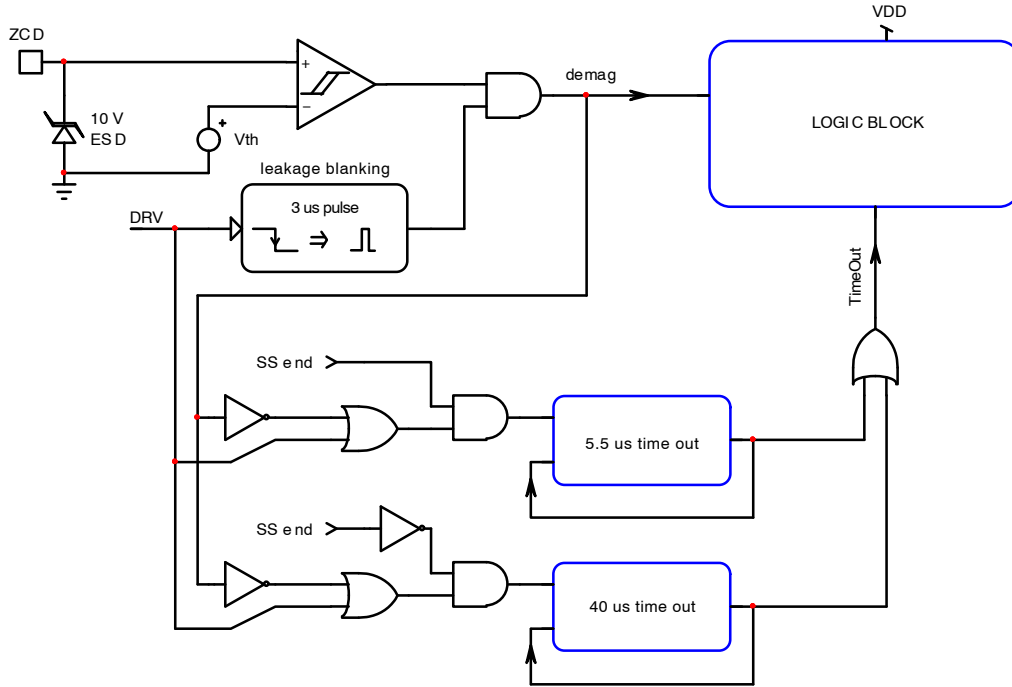 ZCD
VDD
+
demag
10 V
ESD
−
+
Vth
LOGIC BLOCK
leakage blanking
3 us pulse
⇒
DRV
TimeOut
SS end
5.5 us time out
SS end
40 us time out